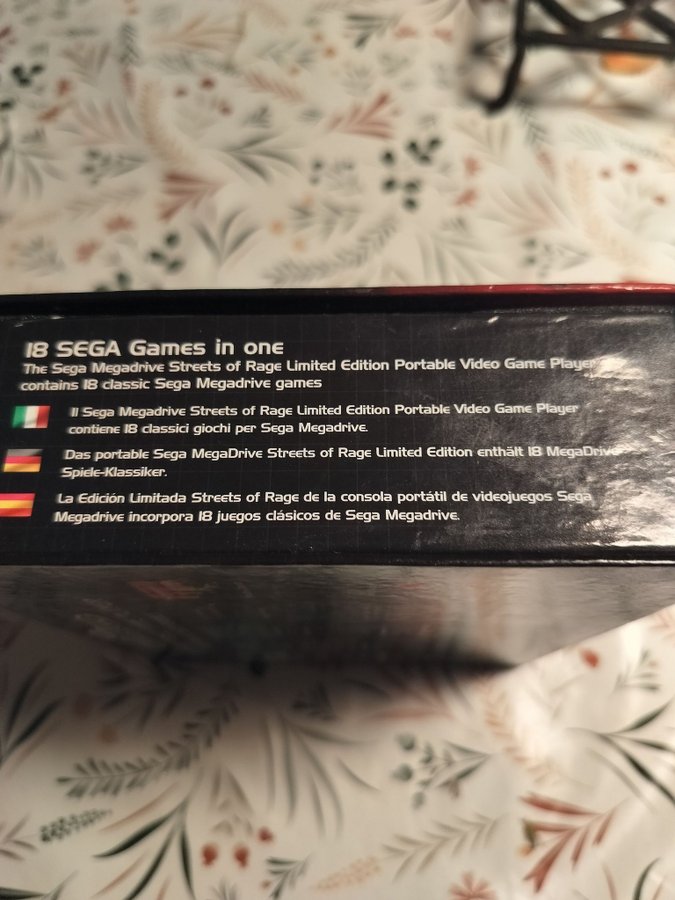 18 SEGA Games in one
The Sega Megadrive Streets of Rage Limited Edition Portable Video Game Player
contains 18 classic Sega Megadrive games
Il Sega Megadrive Streets of Rage Limited Edition Portable Video Game Player
contiene 18 classici giochi per Sega Megadrive.
Das portable Sega MegaDrive Streets of Rage Limited Edition enthält 18 MegaDrive
Spiele-Klassiker.
La Edición Limitada Streets of Rage de la consola portátil de videojuegos Sega
Megadrive incorpora 18 juegos clásicos de Sega Megadrive.